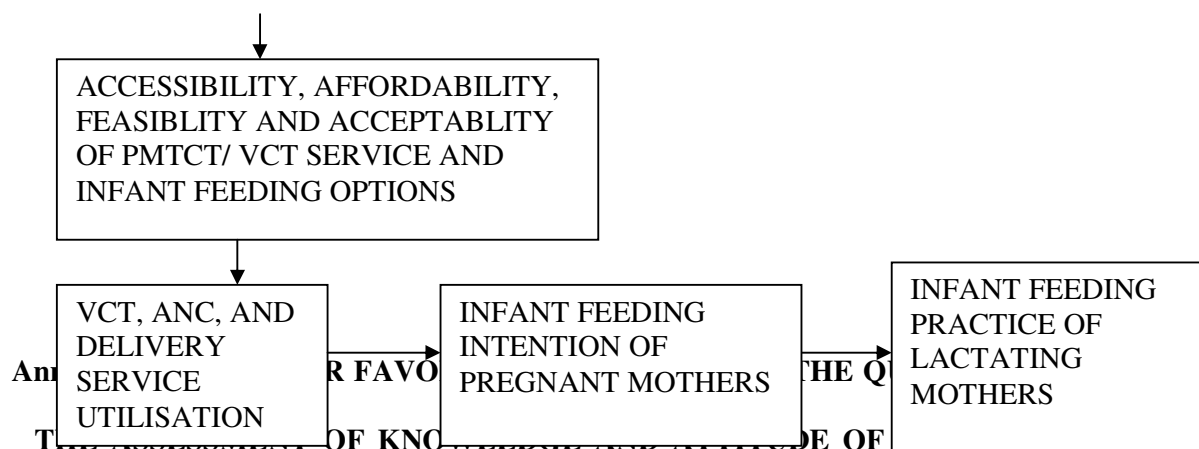 ACCESSIBILITY, AFFORDABILITY,
FEASIBLITY AND ACCEPTABLITY
OF PMTCT/ VCT SERVICE AND
INFANT FEEDING OPTIONS
VCT, ANC, AND
DELIVERY
SERVICE
UTILISATION
INFANT FEEDING
INTENTION OF
PREGNANT MOTHERS
INFANT FEEDING
PRACTICE OF
LACTATING
MOTHERS
R FAVO THE
OF OF